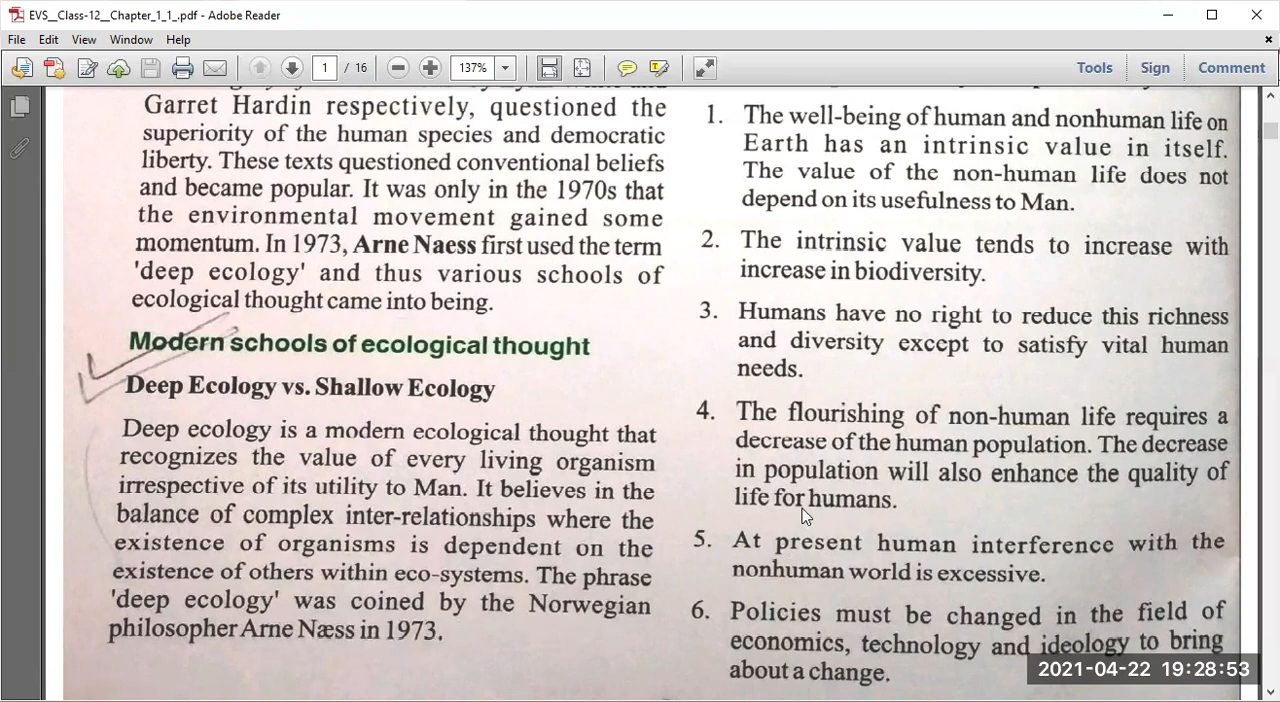 EVS__Class-12__Chapter_1_1_.pdf - Adobe Reader
File Edit View Window Help
1 / 16 137% Tools Sign Comment
Garret Hardin respectively, questioned the
superiority of the human species and democratic
liberty. These texts questioned conventional beliefs
and became popular. It was only in the 1970s that
the environmental movement gained some
momentum. In 1973, Arne Naess first used the term
'deep ecology' and thus various schools of
ecological thought came into being.
Modern schools of ecological thought
Deep Ecology vs. Shallow Ecology
Deep ecology is a modern ecological thought that
recognizes the value of every living organism
irrespective of its utility to Man. It believes in the
balance of complex inter-relationships where the
existence of organisms is dependent on the
existence of others within eco-systems. The phrase
'deep ecology' was coined by the Norwegian
philosopher Arne Næss in 1973.
1. The well-being of human and nonhuman life on
Earth has an intrinsic value in itself.
The value of the non-human life does not
depend on its usefulness to Man.
2. The intrinsic value tends to increase with
increase in biodiversity.
3. Humans have no right to reduce this richness
and diversity except to satisfy vital human
needs.
4. The flourishing of non-human life requires a
decrease of the human population. The decrease
in population will also enhance the quality of
life for humans.
5. At present human interference with the
nonhuman world is excessive.
6. Policies must be changed in the field of
economics, technology and ideology to bring
about a change.
2021-04-22 19:28:53